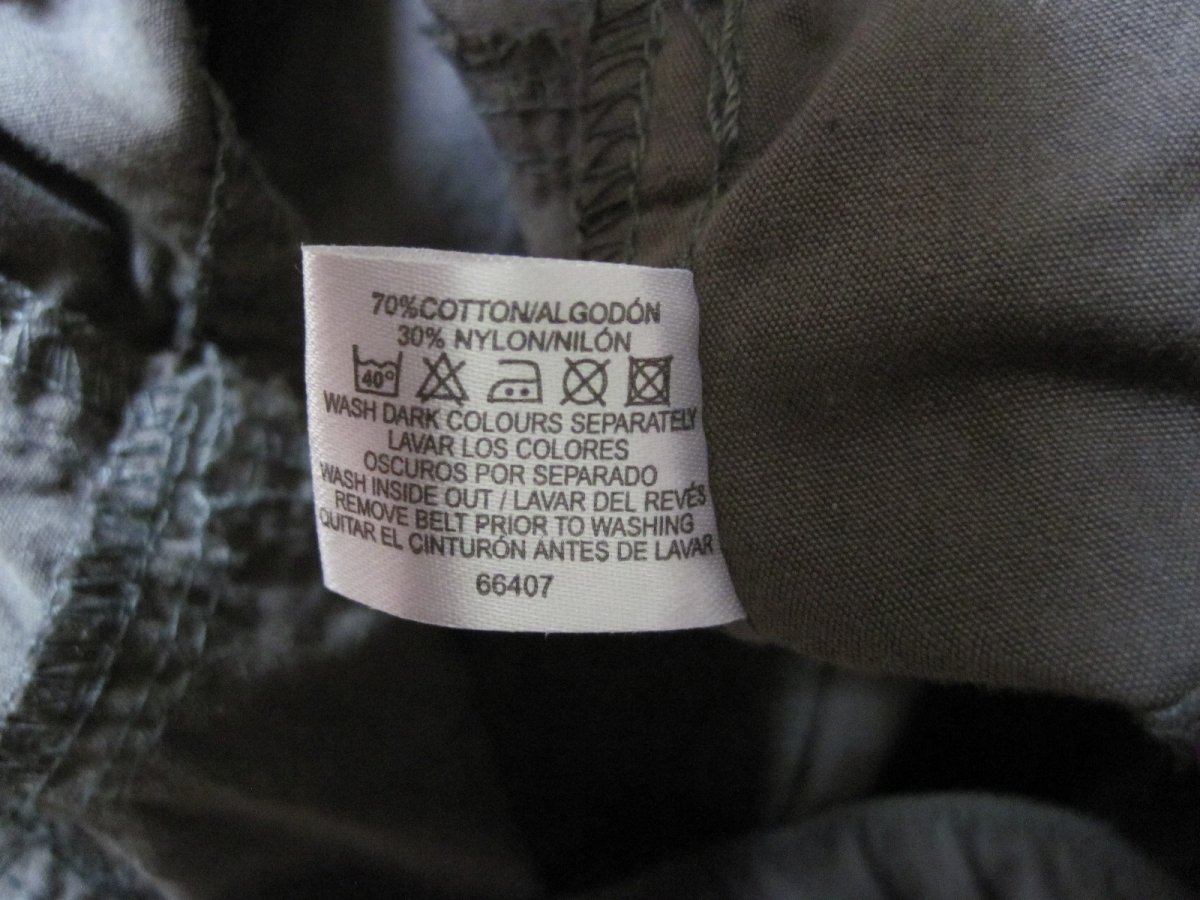 70%COTTON/ALGODÓN
30% NYLON/NILÓN
40°
WASH DARK COLOURS SEPARATELY
LAVAR LOS COLORES
OSCUROS POR SEPARADO
WASH INSIDE OUT / LAVAR DEL REVÉS
REMOVE BELT PRIOR TO WASHING
QUITAR EL CINTURÓN ANTES DE LAVAR
66407